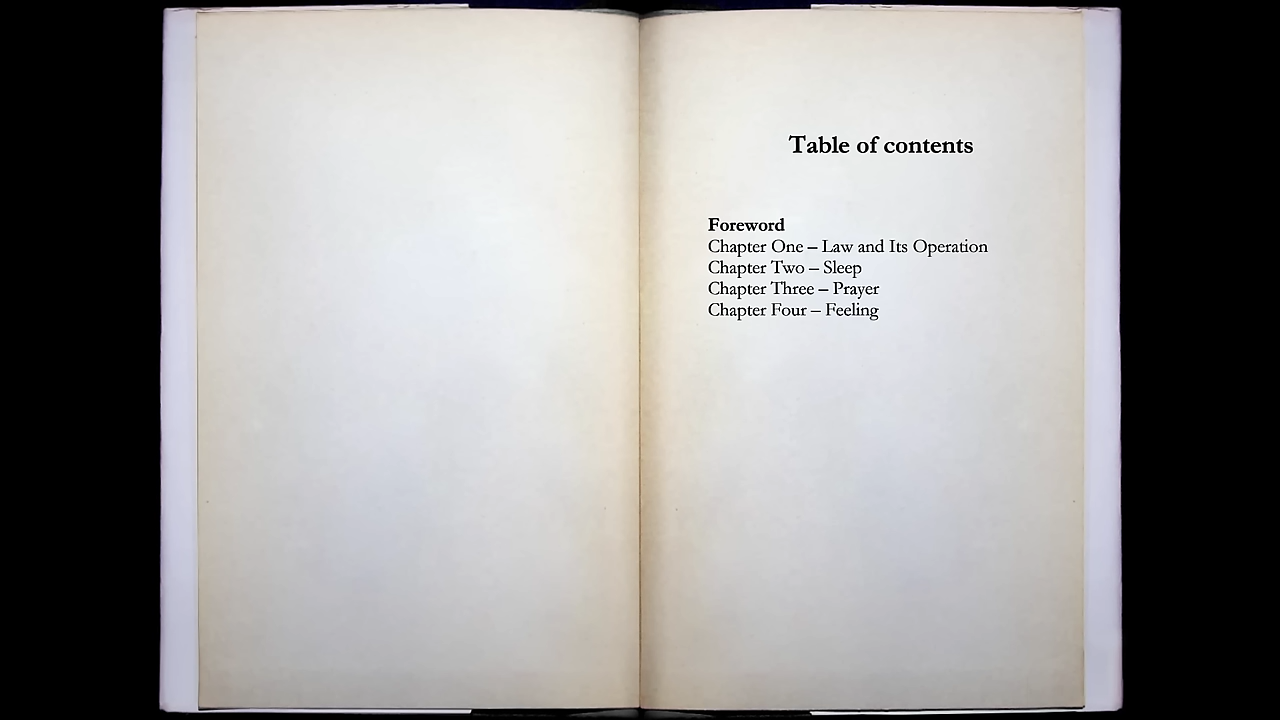 Table of contents
Foreword
Chapter One – Law and Its Operation
Chapter Two – Sleep
Chapter Three – Prayer
Chapter Four – Feeling